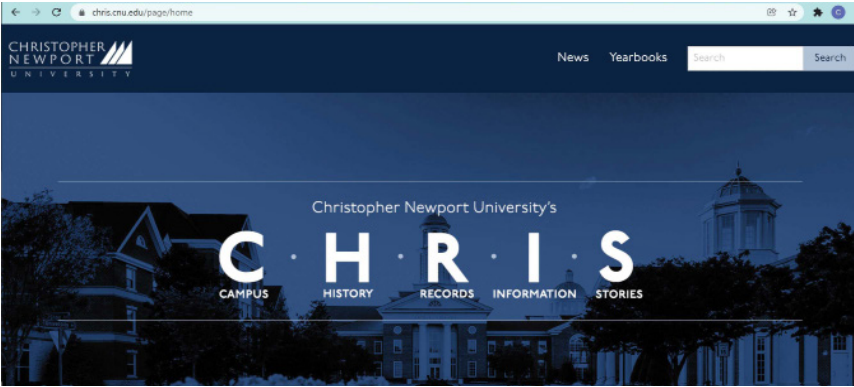 chris.cnu.edu/page/home
CHRISTOPHER
NEWPORT
UNIVERSITY
News Yearbooks Search Search
Christopher Newport University's
C · H · R · I · S
CAMPUS HISTORY RECORDS INFORMATION STORIES